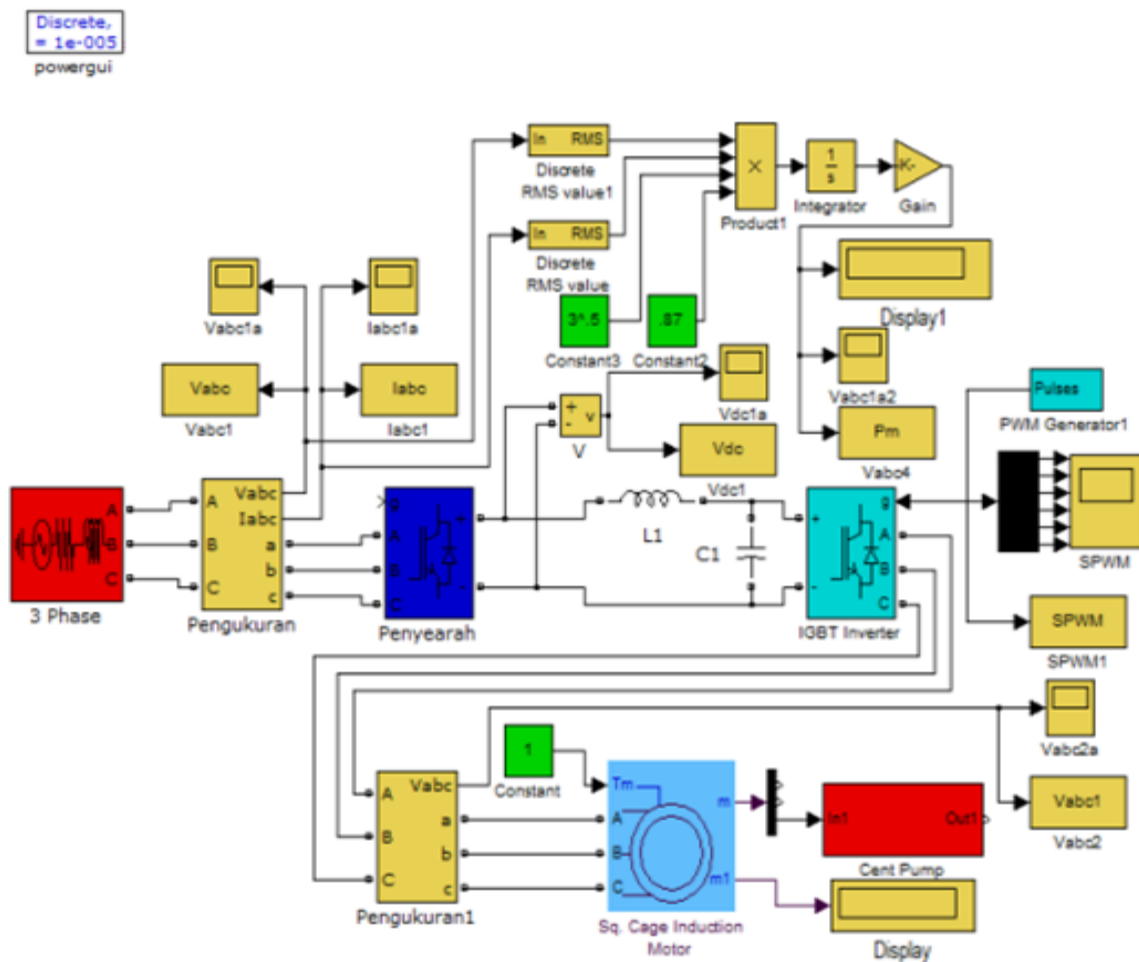 Discrete,
= 1e-005
powergui
In RMS
Discrete
RMS value1
In RMS
Discrete
RMS value
X
Product1
1
s
Integrator
K-
Gain
Vabc1a
Iabc1a
3^.5
Constant3
.87
Constant2
Display1
Vabc
Vabc1
Iabc
Iabc1
+
-
v
V
Vdc1a
Vdc
Vdc1
Vabc1a2
Pm
Vabc4
Pulses
PWM Generator1
A
B
C
3 Phase
A
B
C
Vabc
Iabc
a
b
c
Pengukuran
g
A
B
C
+
-
Penyearah
L1
C1
+
-
g
A
B
C
IGBT Inverter
SPWM
SPWM
SPWM1
Vabc2a
A
B
C
Vabc
a
b
c
Pengukuran1
1
Constant
Tm
A
B
C
m
m1
Sq. Cage Induction
Motor
In1
Out1
Cent Pump
Display
Vabc1
Vabc2